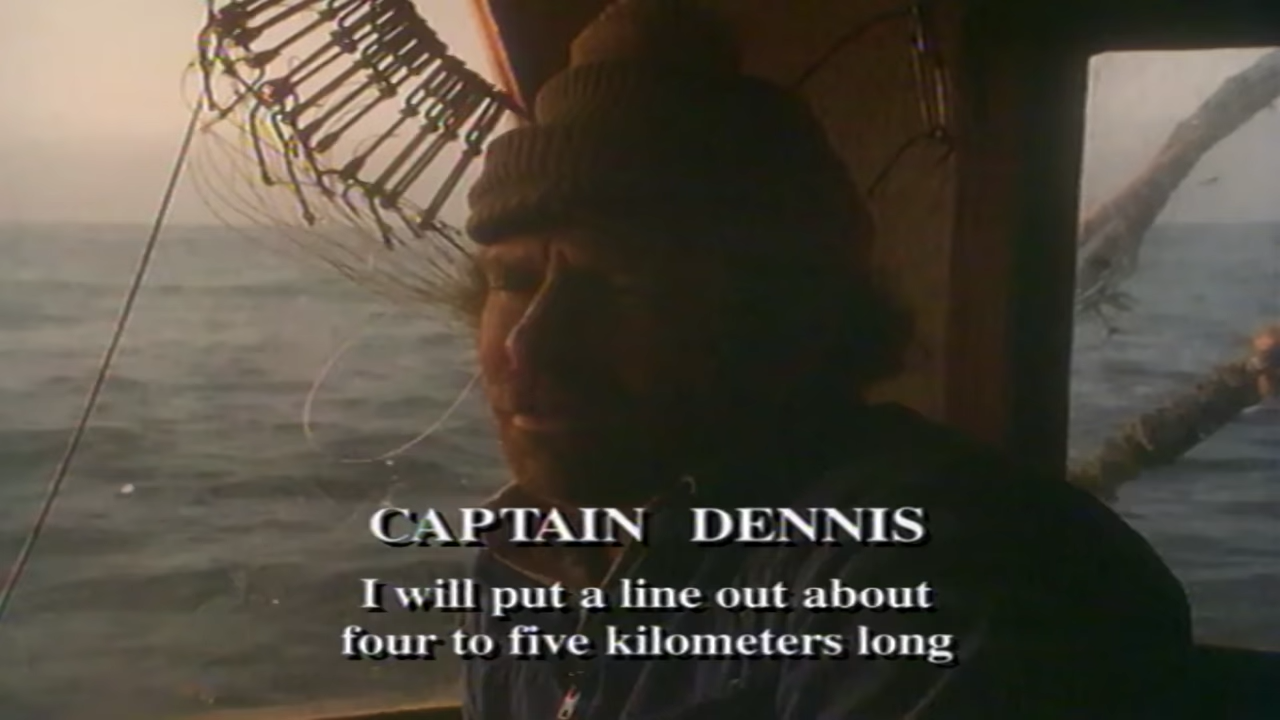 CAPTAIN DENNIS
I will put a line out about
four to five kilometers long